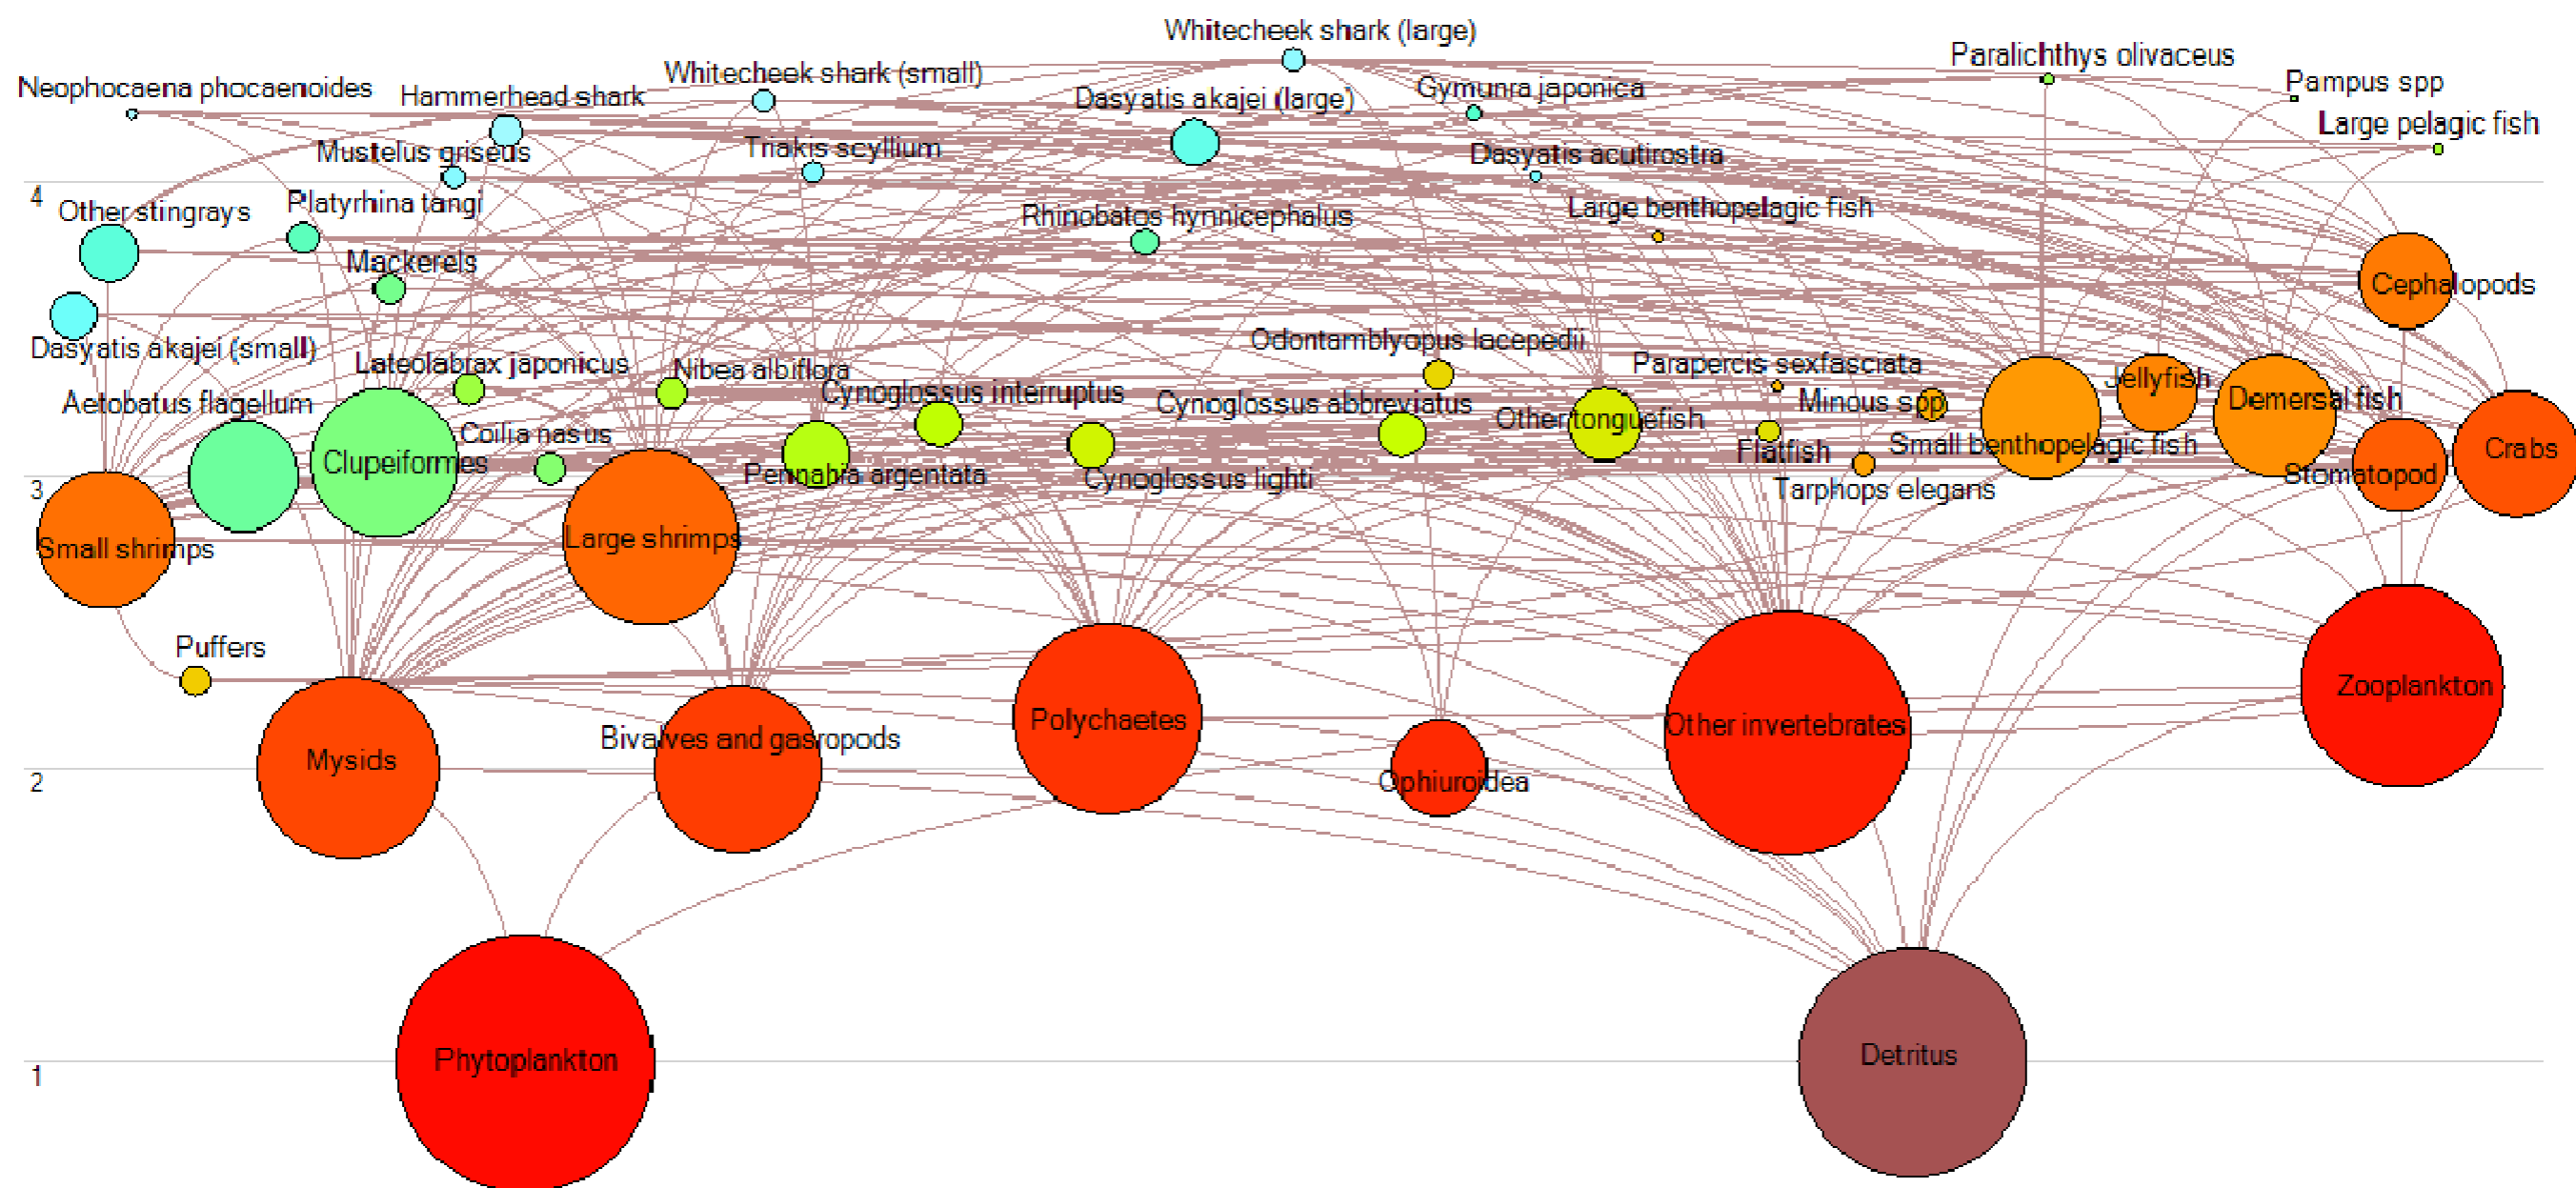 Whitecheek shark (large)
Paralichthys olivaceus
Whitecheek shark (small)
Pampus spp
Neophocaena phocaenoides
Hammerhead shark
Dasyatis akajei (large)
Gymunra japonica
Large pelagic fish
Mustelus griseus
Triakis scyllium
Dasyatis acutirostra
4
Other stingrays
Platyrhina tangi
Rhinobatos hynnicephalus
Large benthopelagic fish
Mackerels
Cephalopods
Dasyatis akajei (small)
Odontamblyopus lacepedii
Lateolabrax japonicus
Nibea albiflora
Parapercis sexfasciata
Jellyfish
Aetobatus flagellum
Cynoglossus interruptus
Cynoglossus abbreviatus
Minous spp
Demersal fish
Other tonguefish
Coilia nasus
Clupeiformes
Pennahia argentata
Cynoglossus lighti
Flatfish
Small benthopelagic fish
Stomatopod
Crabs
3
Tarphops elegans
Small shrimps
Large shrimps
Puffers
Mysids
Bivalves and gasropods
Polychaetes
Other invertebrates
Zooplankton
2
Ophiuroidea
Phytoplankton
Detritus
1